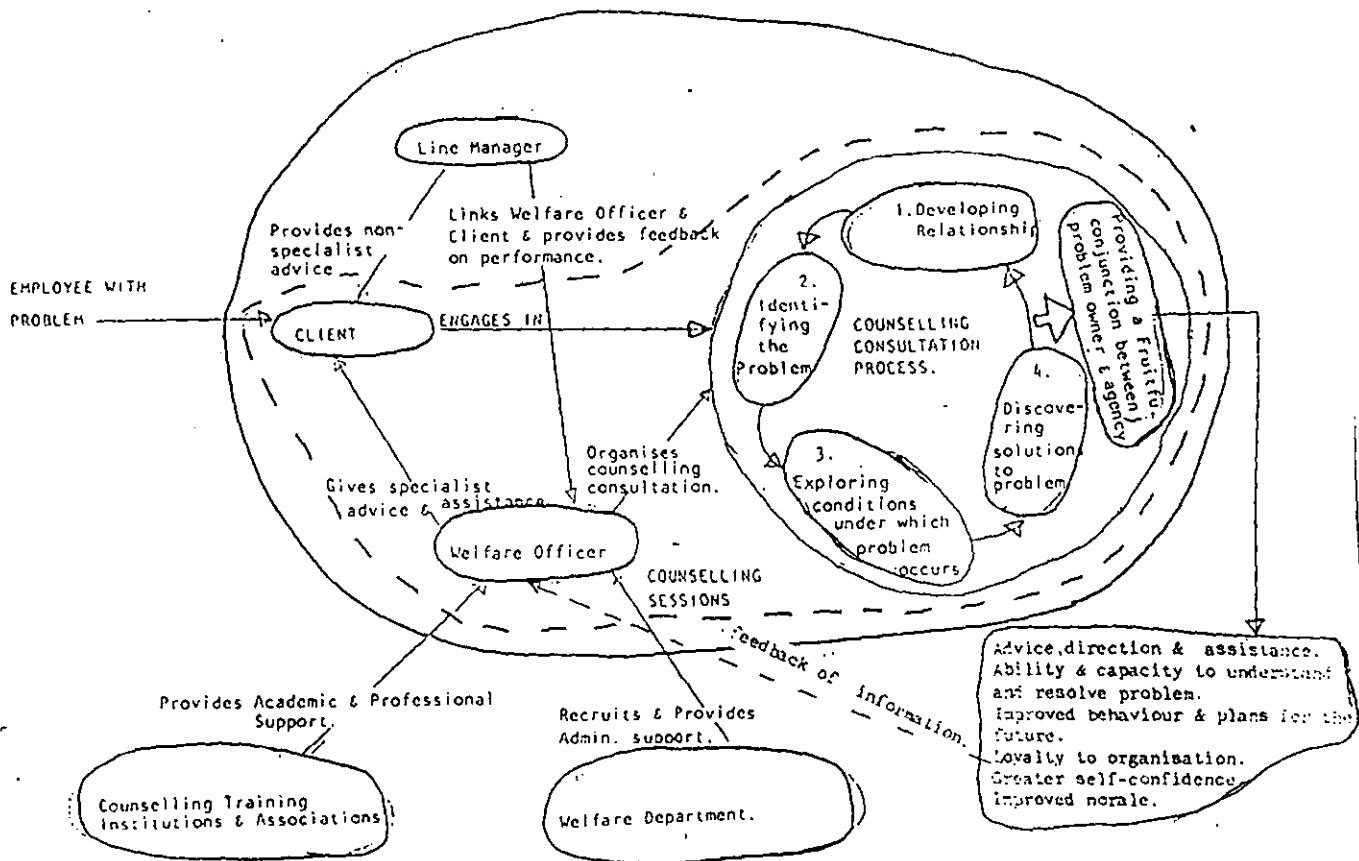 Line Manager
Provides non-
specialist
advice
Links Welfare Officer &
Client & provides feedback
on performance.
EMPLOYEE WITH
PROBLEM
CLIENT
ENGAGES IN
1. Developing
Relationship
2.
Identi-
fying
the
Problem
COUNSELLING
CONSULTATION
PROCESS.
3.
Exploring
conditions
under which
problem
occurs
4.
Discove-
ring
solution
to
problem
Providing a Fruitfu-
conjunction between
problem owner & agency
Organises
counselling
consultation.
Gives specialist
advice & assistance
Welfare Officer
COUNSELLING
SESSIONS
Feedback of information.
Provides Academic & Professional
Support.
Recruits & Provides
Admin. support.
Counselling Training
Institutions & Associations
Welfare Department.
Advice, direction & assistance.
Ability & capacity to understand
and resolve problem.
Improved behaviour & plans for the
future.
Loyalty to organisation.
Greater self-confidence
Improved morale.